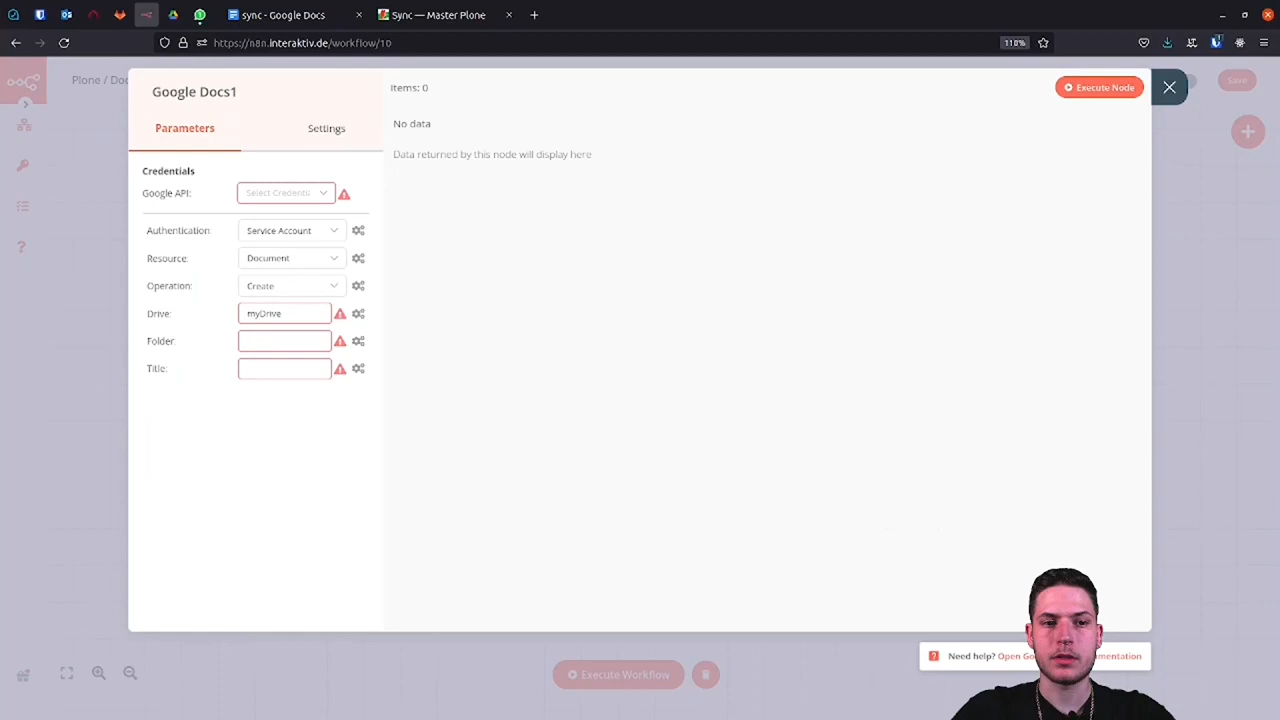 sync - Google Docs
Sync — Master Plone
https://n8n.interaktiv.de/workflow/10
110%
Plone / Doc
Save
Google Docs1
Items: 0
Execute Node
Parameters
Settings
No data
Data returned by this node will display here
Credentials
Google API:
Select Credenti
Authentication:
Service Account
Resource:
Document
Operation:
Create
Drive:
myDrive
Folder:
Title:
Need help? Open Go
mentation
Execute Workflow